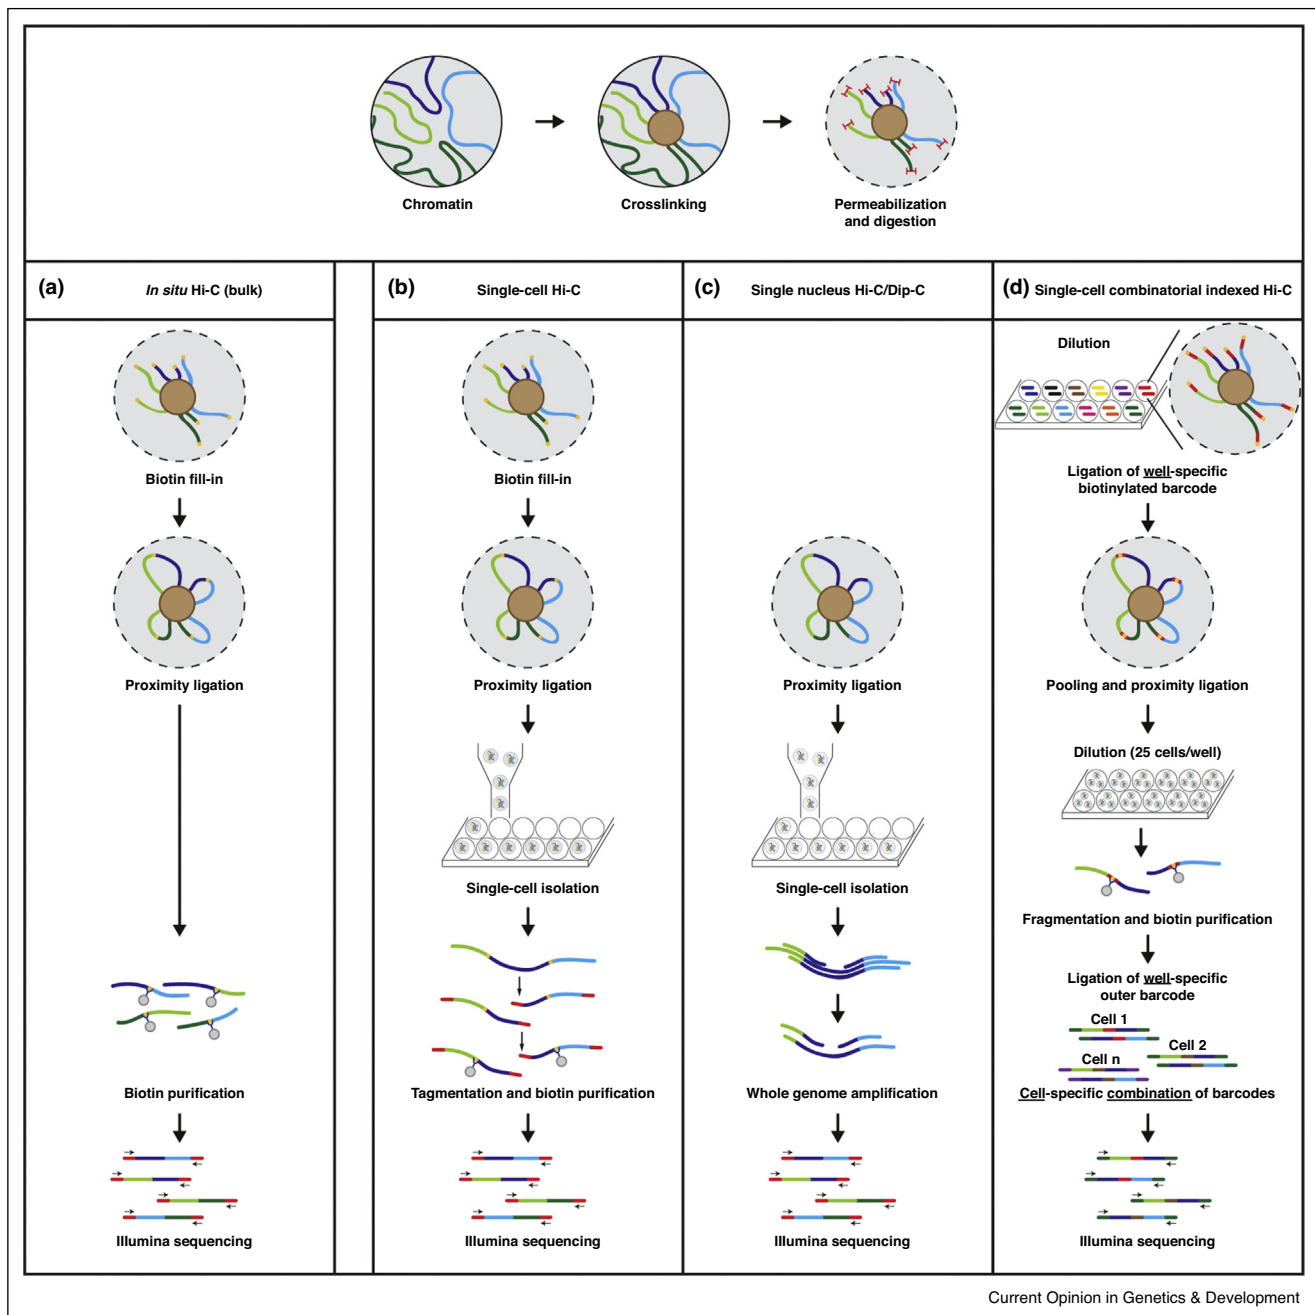 Chromatin
Crosslinking
Permeabilization
and digestion
(a)
In situ Hi-C (bulk)
Biotin fill-in
Proximity ligation
Biotin purification
Illumina sequencing
(b)
Single-cell Hi-C
Biotin fill-in
Proximity ligation
Single-cell isolation
Tagmentation and biotin purification
Illumina sequencing
(c)
Single nucleus Hi-C/Dip-C
Proximity ligation
Single-cell isolation
Whole genome amplification
Illumina sequencing
(d)
Single-cell combinatorial indexed Hi-C
Dilution
Ligation of well-specific
biotinylated barcode
Pooling and proximity ligation
Dilution (25 cells/well)
Fragmentation and biotin purification
Ligation of well-specific
outer barcode
Cell 1
Cell 2
Cell n
Cell-specific combination of barcodes
Illumina sequencing
Current Opinion in Genetics & Development